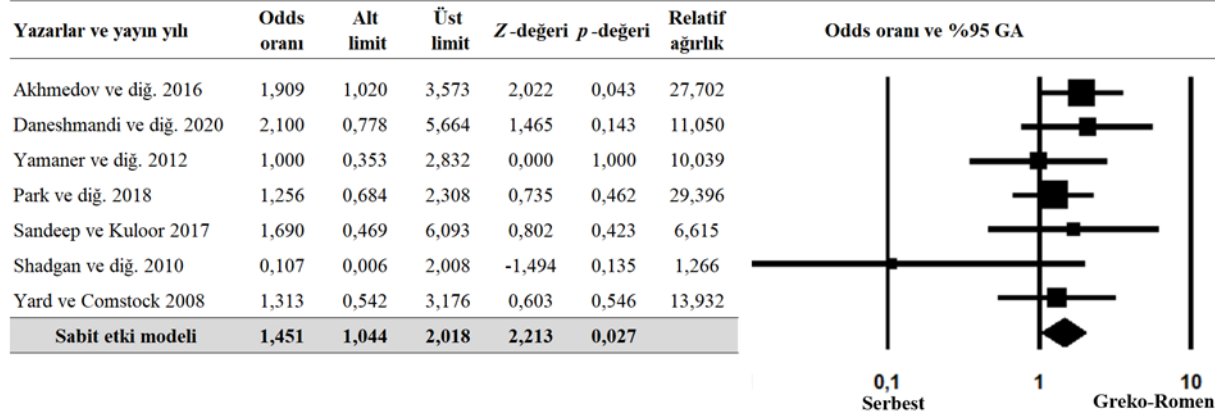 Yazarlar ve yayın yılı Odds oranı Alt limit Üst limit Z-değeri p-değeri Relatif ağırlık Odds oranı ve %95 GA
Akhmedov ve diğ. 2016 1,909 1,020 3,573 2,022 0,043 27,702
Daneshmandi ve diğ. 2020 2,100 0,778 5,664 1,465 0,143 11,050
Yamaner ve diğ. 2012 1,000 0,353 2,832 0,000 1,000 10,039
Park ve diğ. 2018 1,256 0,684 2,308 0,735 0,462 29,396
Sandeep ve Kuloor 2017 1,690 0,469 6,093 0,802 0,423 6,615
Shadgan ve diğ. 2010 0,107 0,006 2,008 -1,494 0,135 1,266
Yard ve Comstock 2008 1,313 0,542 3,176 0,603 0,546 13,932
Sabit etki modeli 1,451 1,044 2,018 2,213 0,027
0,1 1 10
Serbest Greko-Romen